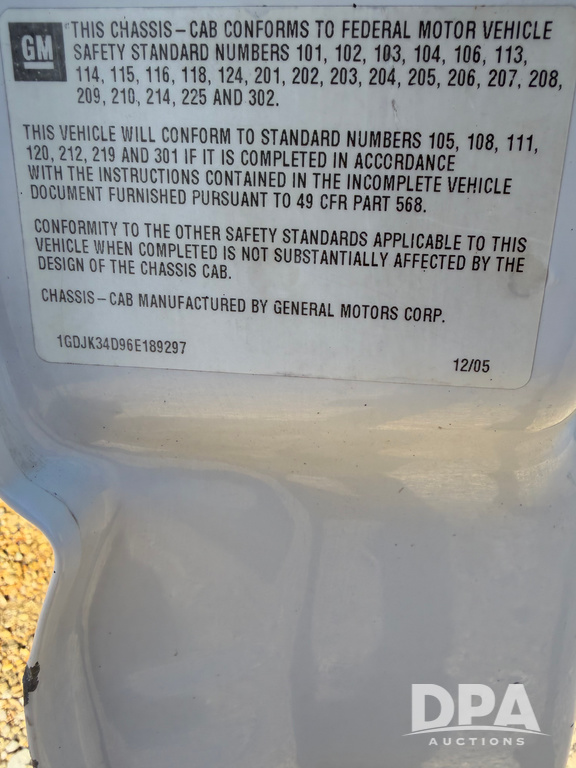 GM
THIS CHASSIS-CAB CONFORMS TO FEDERAL MOTOR VEHICLE
SAFETY STANDARD NUMBERS 101, 102, 103, 104, 106, 113,
114, 115, 116, 118, 124, 201, 202, 203, 204, 205, 206, 207, 208,
209, 210, 214, 225 AND 302.
THIS VEHICLE WILL CONFORM TO STANDARD NUMBERS 105, 108, 111,
120, 212, 219 AND 301 IF IT IS COMPLETED IN ACCORDANCE
WITH THE INSTRUCTIONS CONTAINED IN THE INCOMPLETE VEHICLE
DOCUMENT FURNISHED PURSUANT TO 49 CFR PART 568.
CONFORMITY TO THE OTHER SAFETY STANDARDS APPLICABLE TO THIS
VEHICLE WHEN COMPLETED IS NOT SUBSTANTIALLY AFFECTED BY THE
DESIGN OF THE CHASSIS CAB.
CHASSIS-CAB MANUFACTURED BY GENERAL MOTORS CORP.
1GDJK34D96E189297
12/05
DPA
AUCTIONS